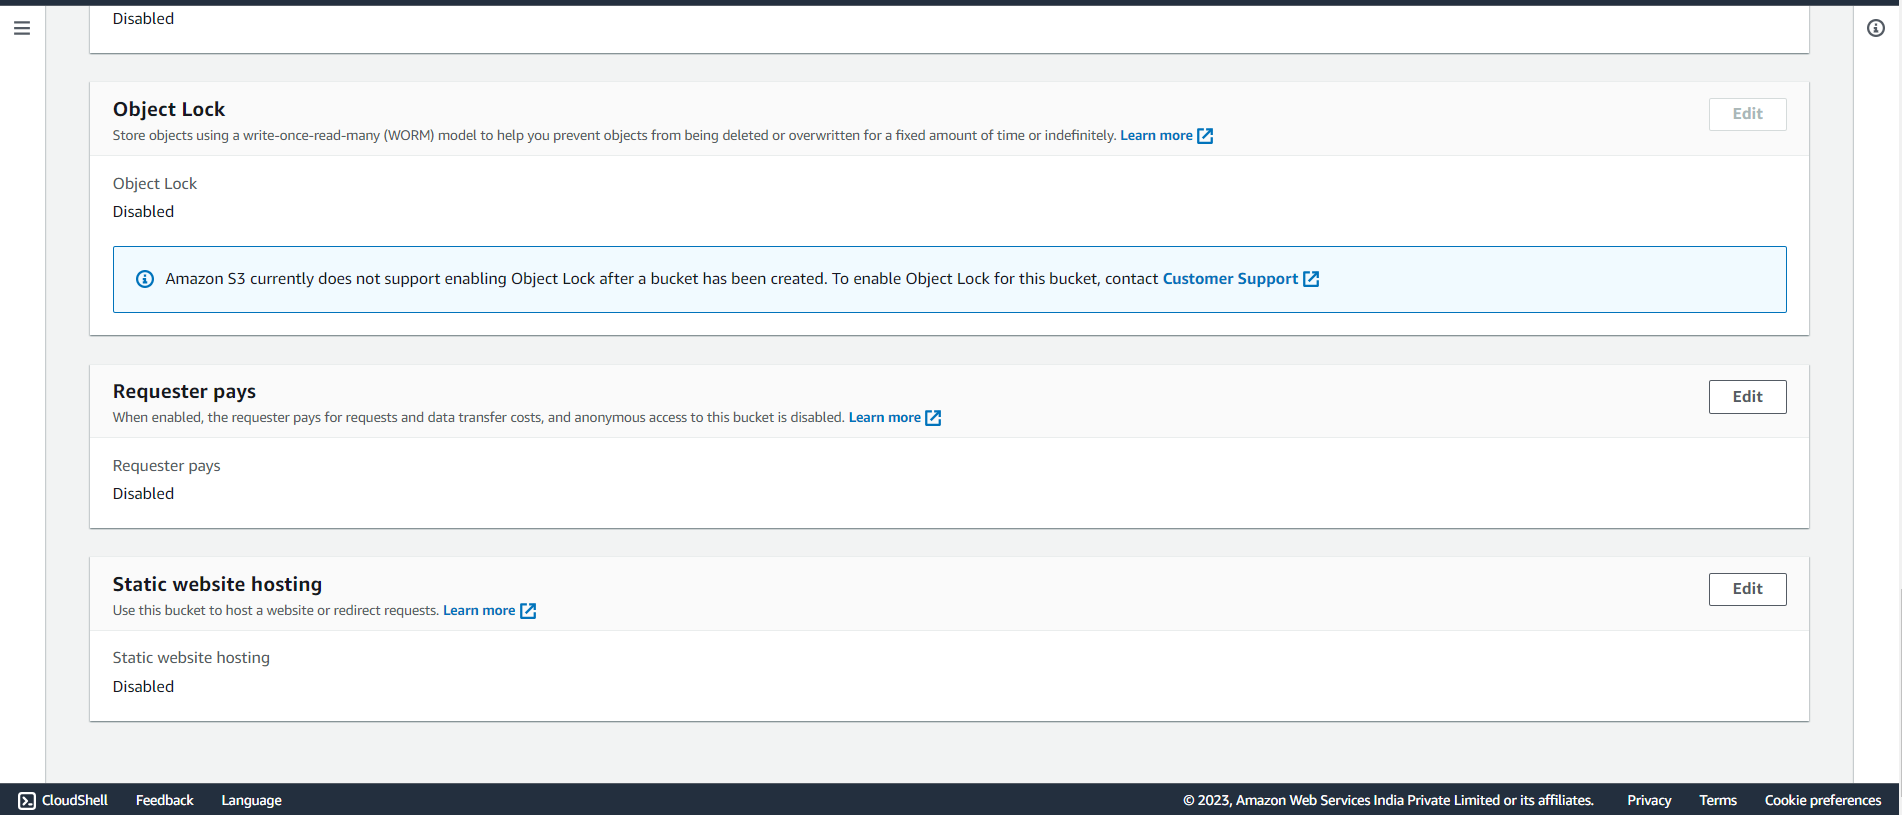 Disabled
Object Lock
Edit
Store objects using a write-once-read-many (WORM) model to help you prevent objects from being deleted or overwritten for a fixed amount of time or indefinitely. Learn more
Object Lock
Disabled
Amazon S3 currently does not support enabling Object Lock after a bucket has been created. To enable Object Lock for this bucket, contact Customer Support
Requester pays
Edit
When enabled, the requester pays for requests and data transfer costs, and anonymous access to this bucket is disabled. Learn more
Requester pays
Disabled
Static website hosting
Edit
Use this bucket to host a website or redirect requests. Learn more
Static website hosting
Disabled
CloudShell Feedback Language © 2023, Amazon Web Services India Private Limited or its affiliates. Privacy Terms Cookie preferences